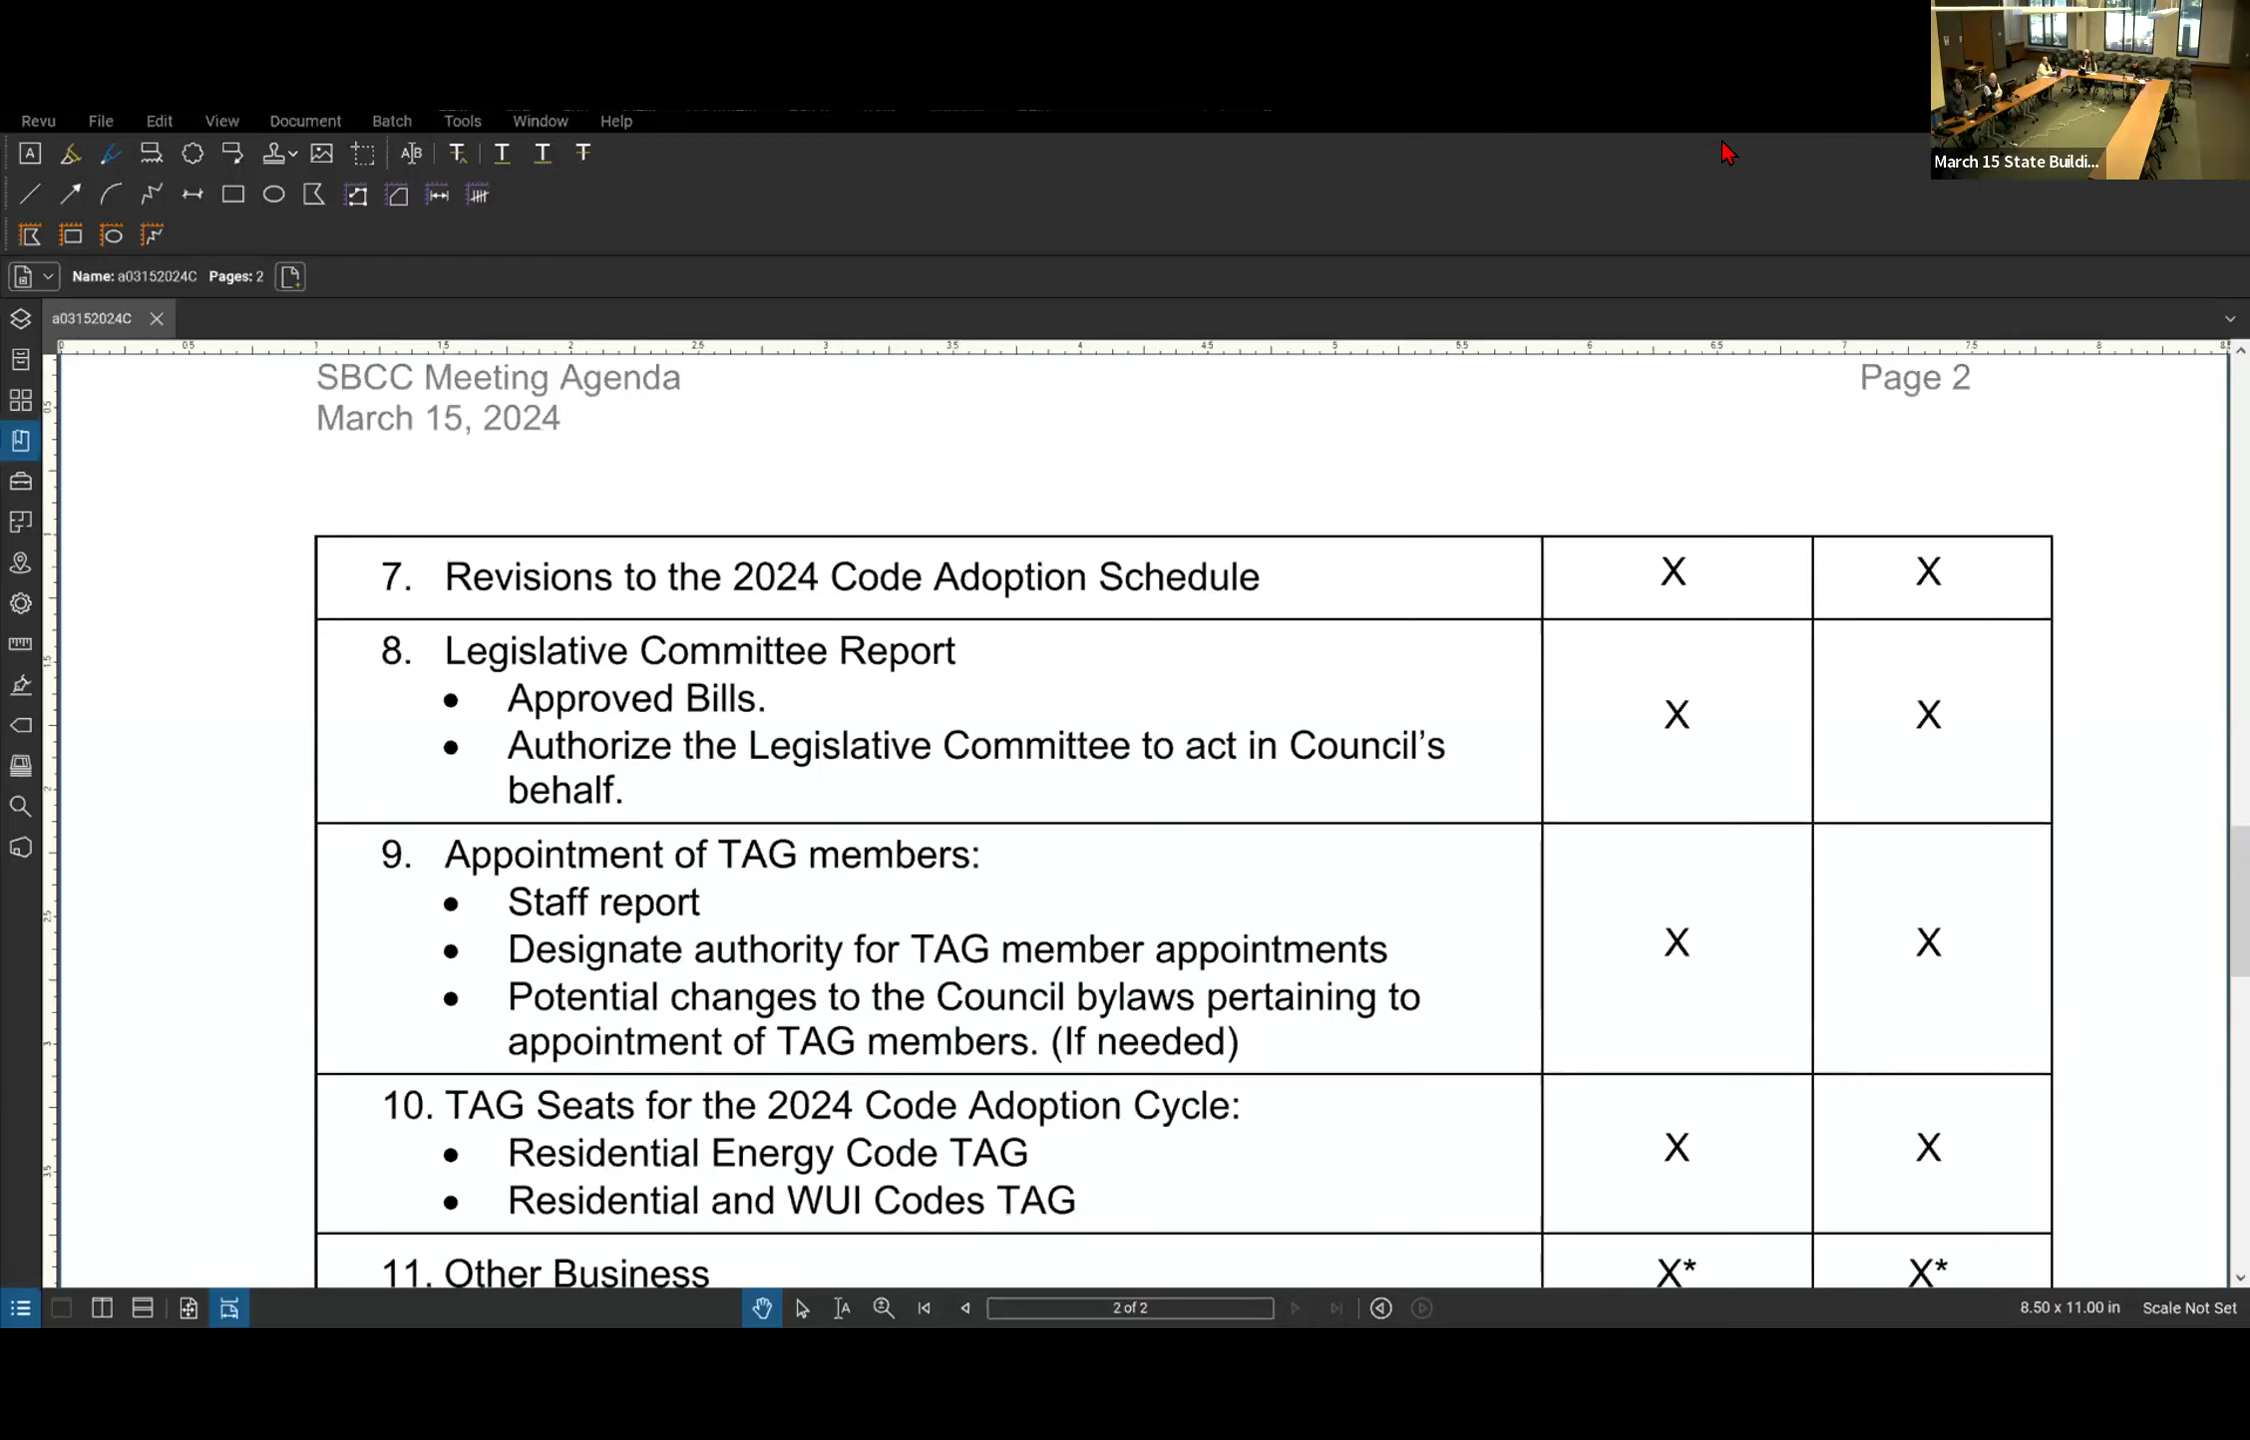 March 15 State Buildi...
Revu File Edit View Document Batch Tools Window Help
Name: a03152024C Pages: 2
a03152024C
SBCC Meeting Agenda Page 2
March 15, 2024
7. Revisions to the 2024 Code Adoption Schedule X X
8. Legislative Committee Report
• Approved Bills. X X
• Authorize the Legislative Committee to act in Council’s
behalf.
9. Appointment of TAG members:
• Staff report
• Designate authority for TAG member appointments X X
• Potential changes to the Council bylaws pertaining to
appointment of TAG members. (If needed)
10. TAG Seats for the 2024 Code Adoption Cycle:
• Residential Energy Code TAG X X
• Residential and WUI Codes TAG
11. Other Business X* X*
2 of 2 8.50 x 11.00 in Scale Not Set